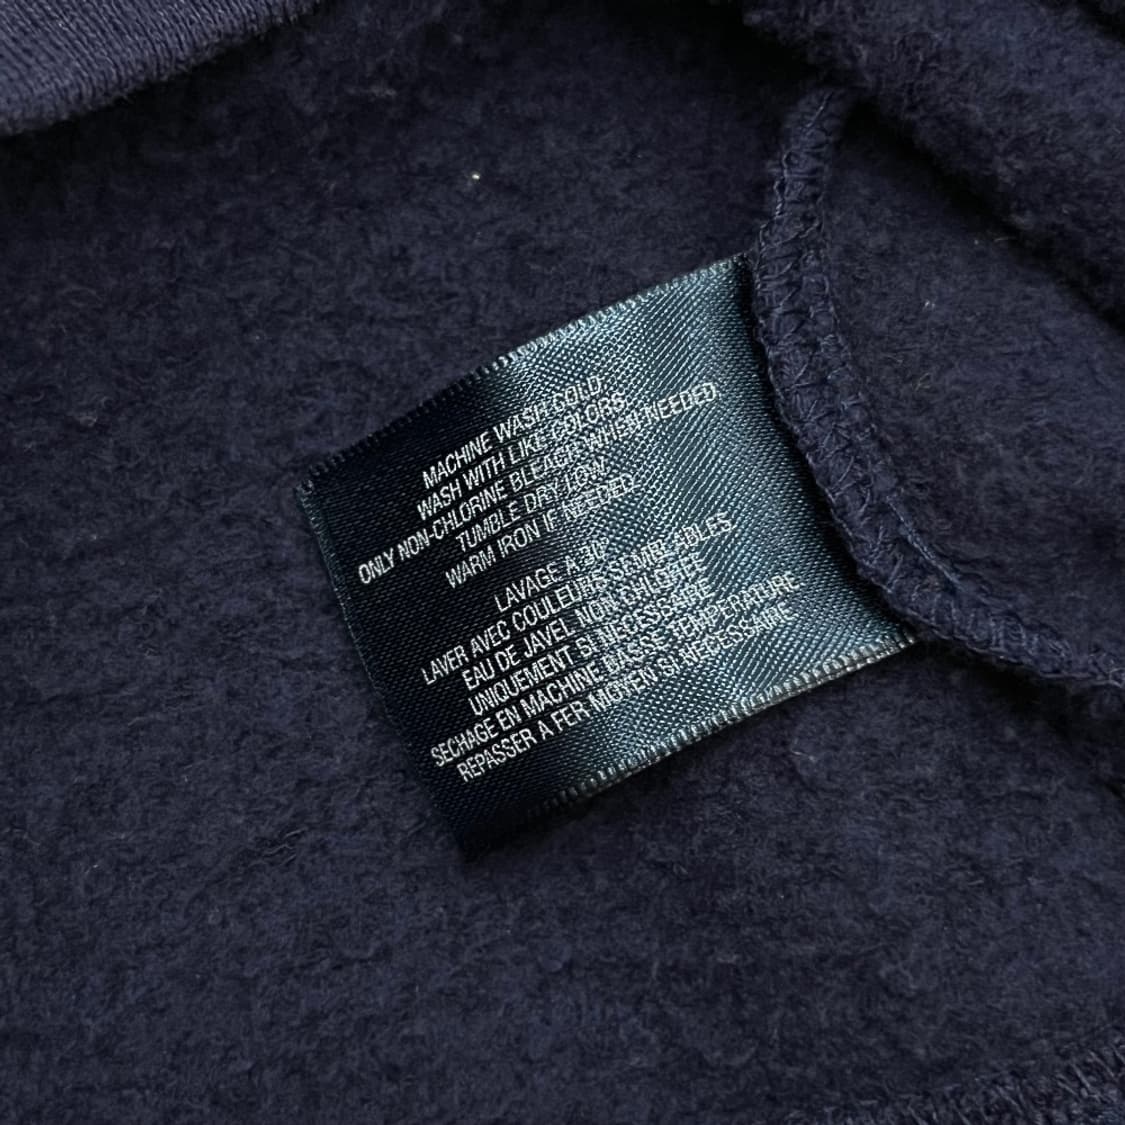 MACHINE WASH COLD.
WASH WITH LIKE COLORS.
ONLY NON-CHLORINE BLEACH WHEN NEEDED
TUMBLE DRY LOW
WARM IRON IF NEEDED.
LAVAGE A 30°
LAVER AVEC COULEURS SEMBLABLES
EAU DE JAVEL NON CHLOREE
UNIQUEMENT SI NECESSAIRE
SECHAGE EN MACHINE BASSE TEMPERATURE
REPASSER A FER MOYEN SI NECESSAIRE